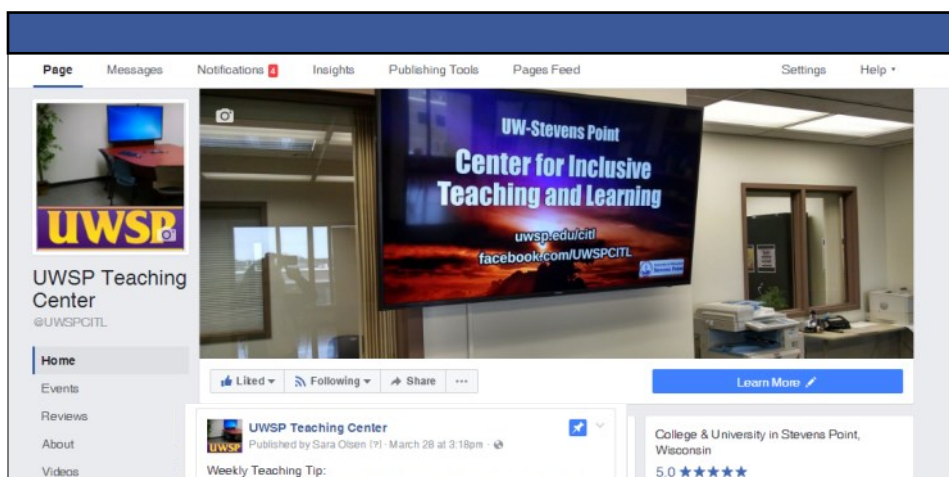 Page Messages Notifications 4 Insights Publishing Tools Pages Feed Settings Help
UW-Stevens Point
Center for Inclusive
Teaching and Learning
uwsp.edu/citl
facebook.com/UWSPCITL
Stevens Point
UWSP
UWSP Teaching
Center
@UWSPCITL
Home
Events
Reviews
About
Videos
Liked Following Share ...
Learn More
UWSP
UWSP Teaching Center
Published by Sara Olsen [?] · March 28 at 3:18pm ·
Weekly Teaching Tip:
College & University in Stevens Point,
Wisconsin
5.0 ★★★★★